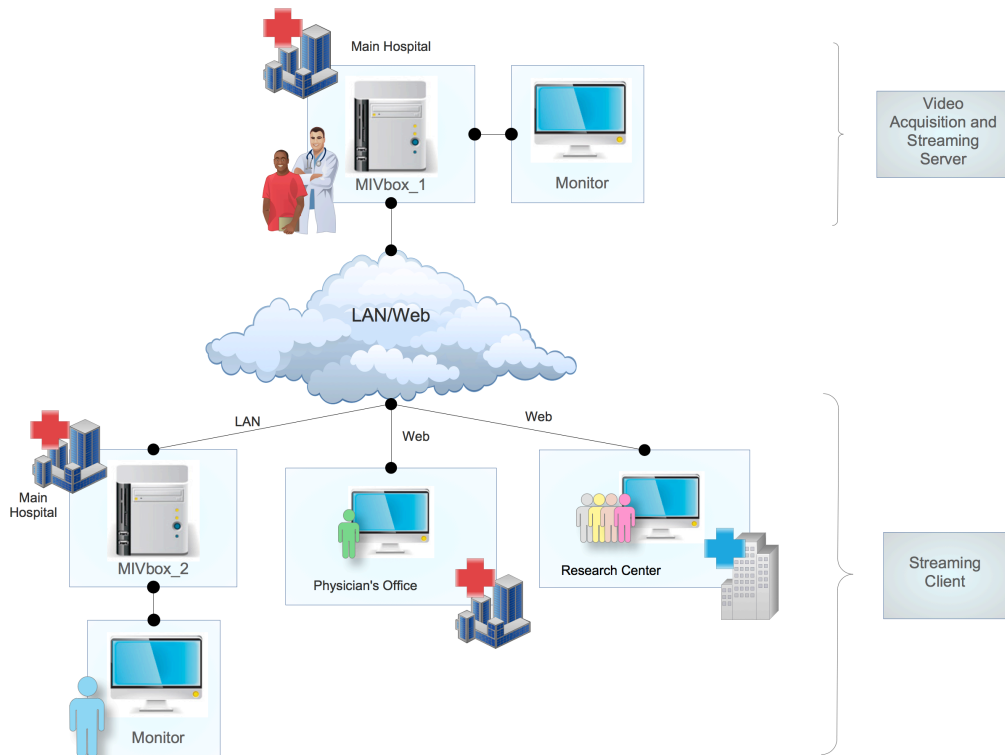 Main Hospital
MIVbox_1
Monitor
Video
Acquisition and
Streaming
Server
LAN/Web
LAN
Web
Web
Main
Hospital
MIVbox_2
Physician's Office
Research Center
Streaming
Client
Monitor